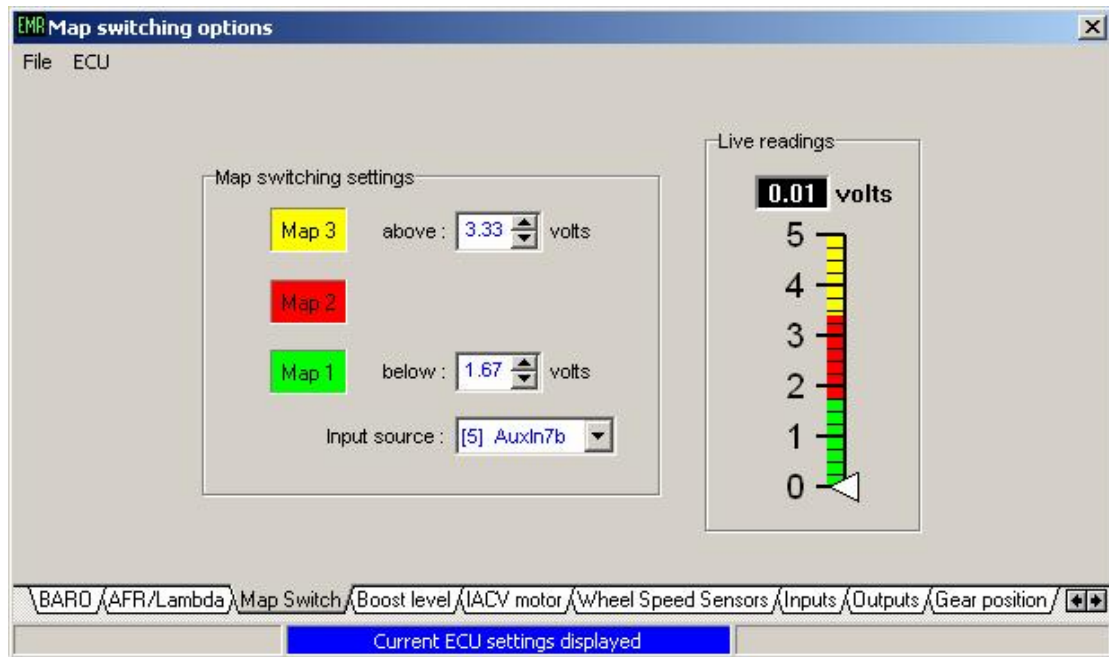 EMR Map switching options
File ECU
Map switching settings
Map 3 above : 3.33 volts
Map 2
Map 1 below : 1.67 volts
Input source : [5] AuxIn7b
Live readings
0.01 volts
5
4
3
2
1
0
BARO AFR/Lambda Map Switch Boost level IACV motor Wheel Speed Sensors Inputs Outputs Gear position
Current ECU settings displayed